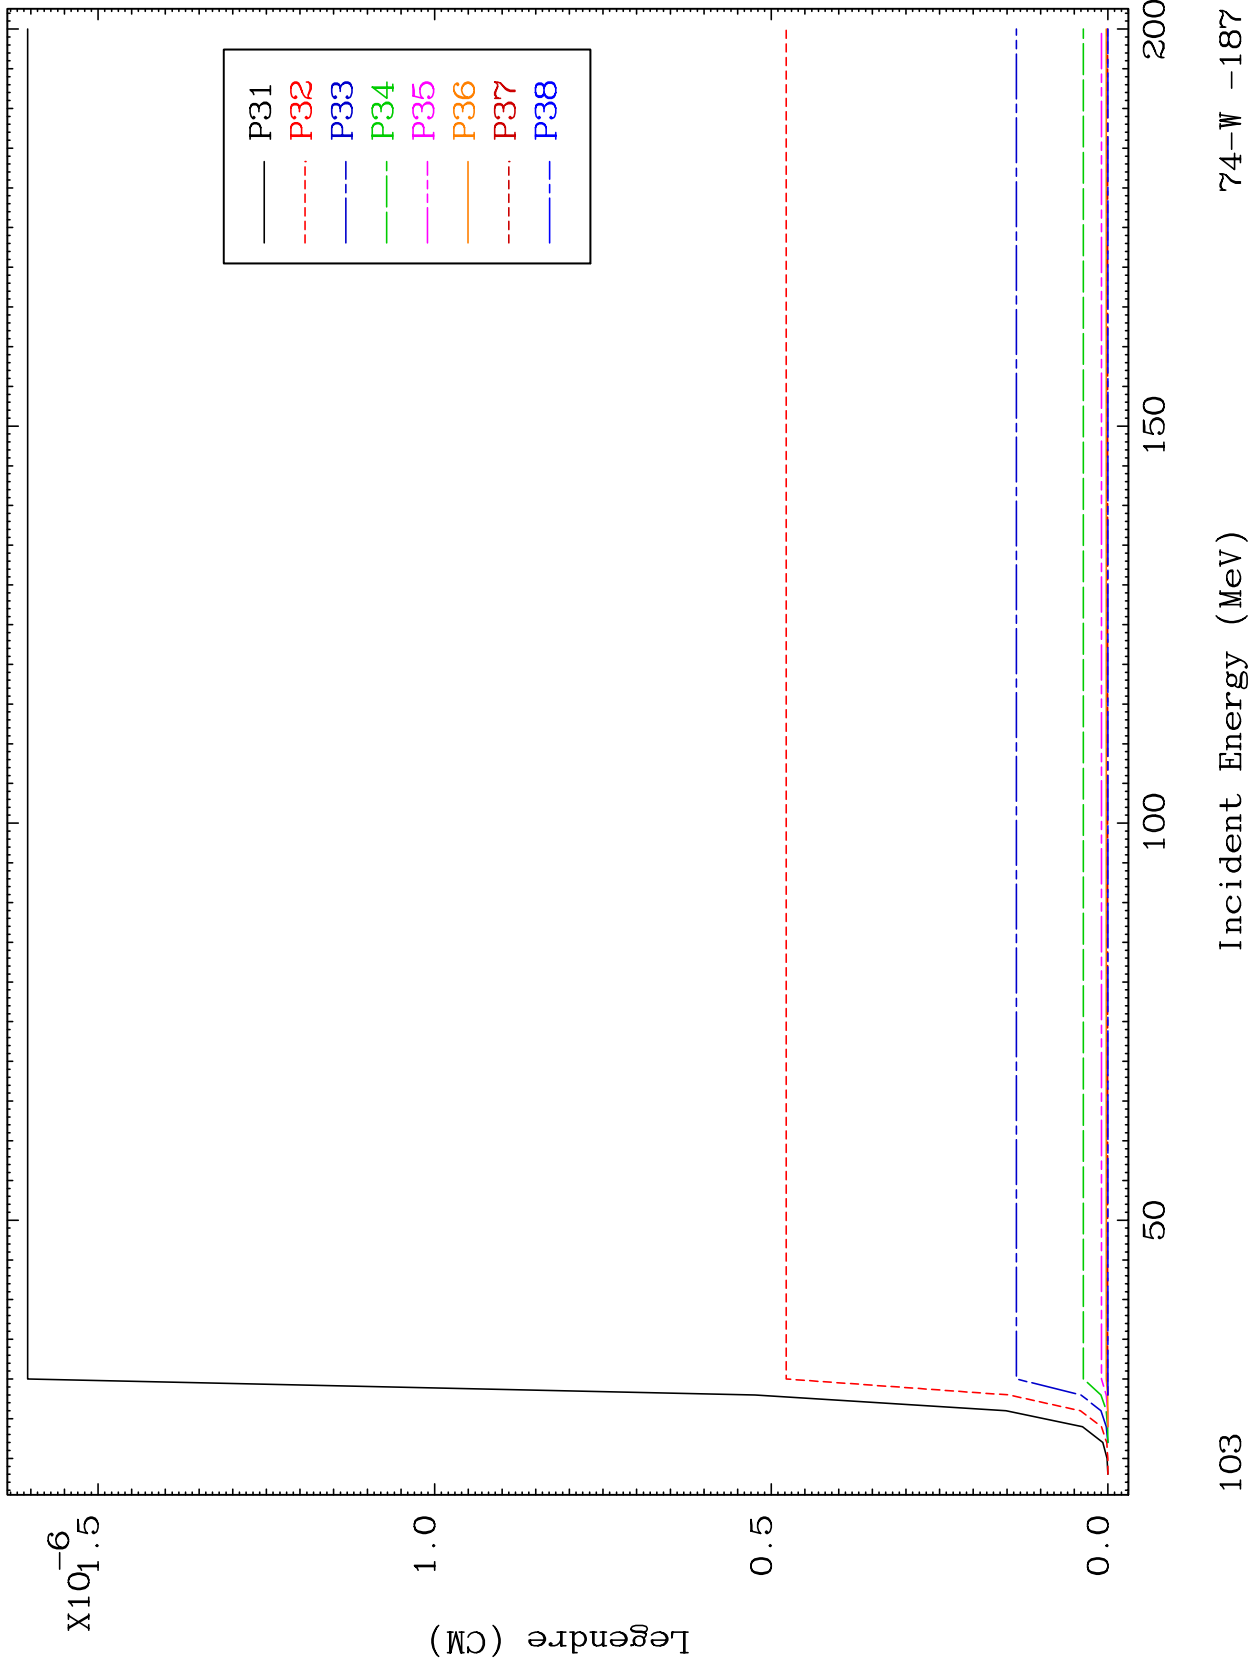 X10-6
1.5
1.0
0.5
0.0
Legendre (CM)
P31
P32
P33
P34
P35
P36
P37
P38
50
100
150
200
103
Incident Energy (MeV)
74-W -187